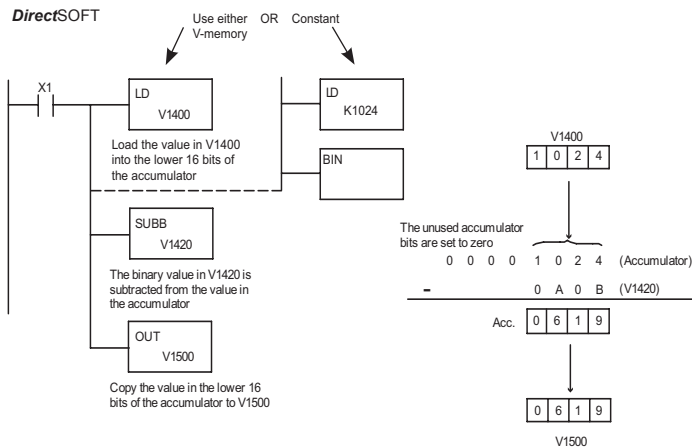 DirectSOFT
Use either OR Constant
V-memory
X1
LD
V1400
LD
K1024
Load the value in V1400
into the lower 16 bits of
the accumulator
BIN
SUBB
V1420
The binary value in V1420 is
subtracted from the value in
the accumulator
OUT
V1500
Copy the value in the lower 16
bits of the accumulator to V1500
V1400
1 0 2 4
The unused accumulator
bits are set to zero
0 0 0 0 1 0 2 4 (Accumulator)
– 0 A 0 B (V1420)
Acc. 0 6 1 9
0 6 1 9
V1500